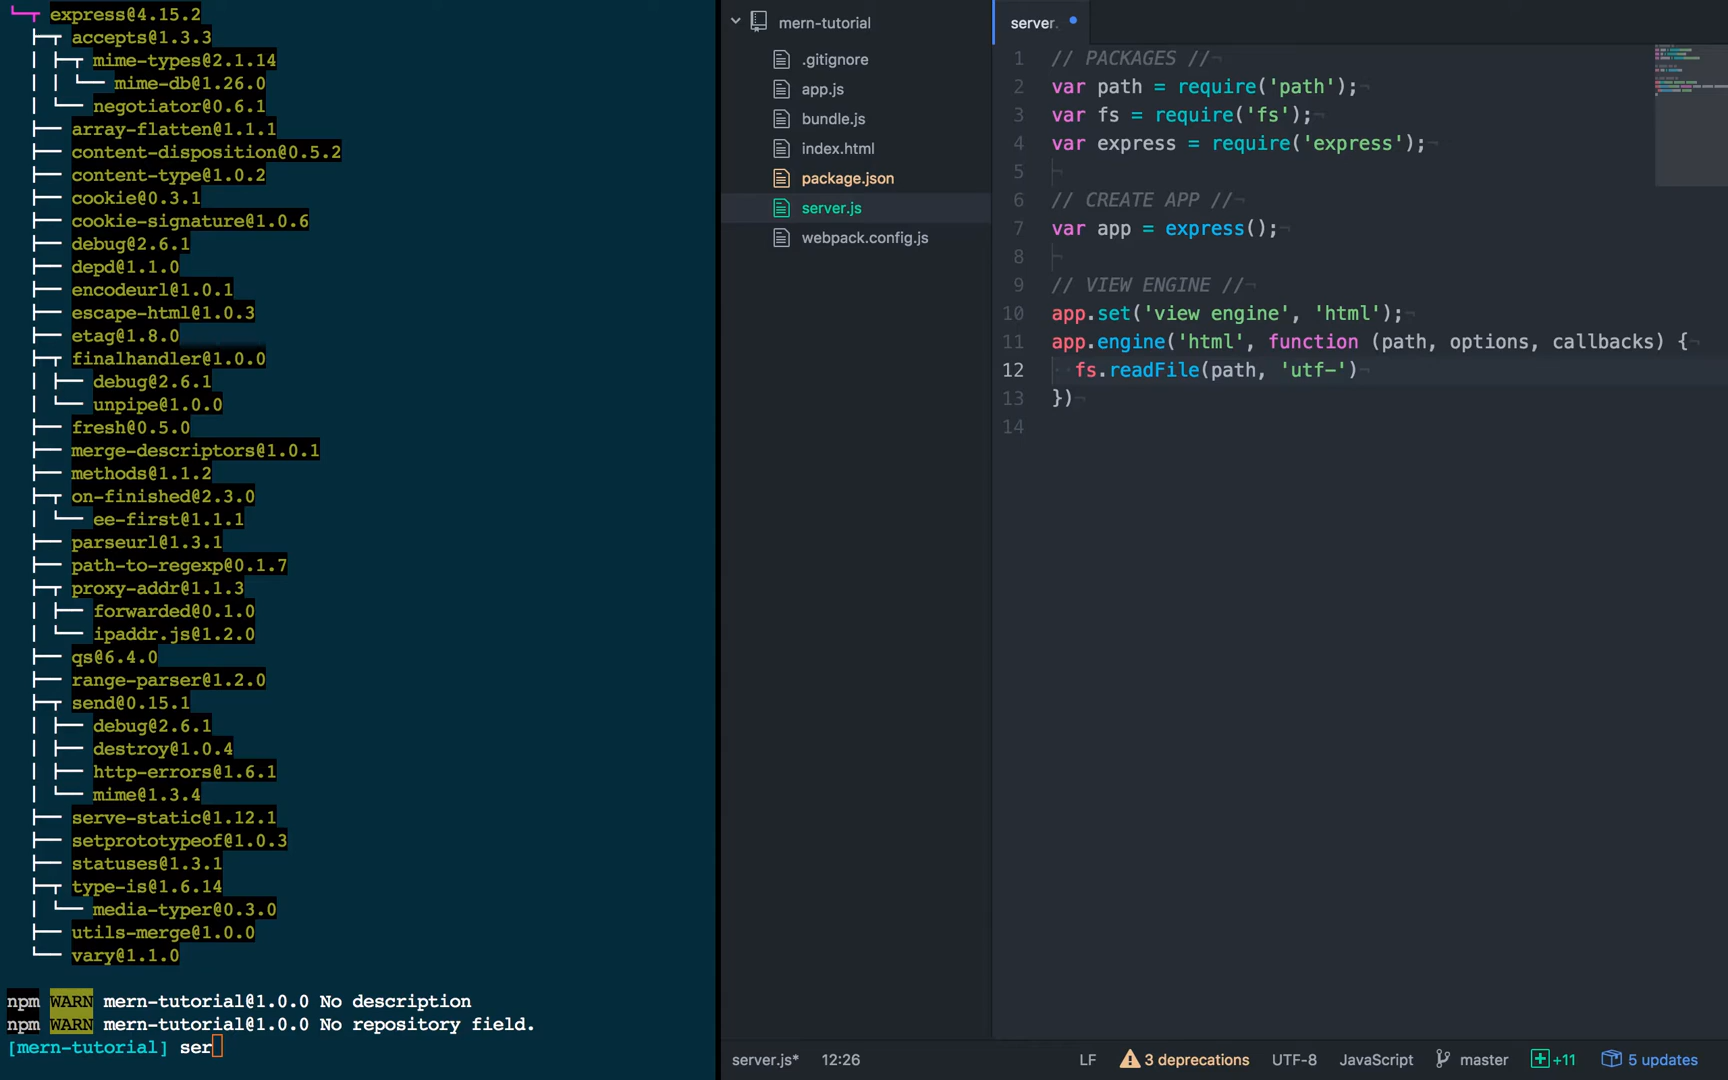 express@4.15.2
accepts@1.3.3
mime-types@2.1.14
mime-db@1.26.0
negotiator@0.6.1
array-flatten@1.1.1
content-disposition@0.5.2
content-type@1.0.2
cookie@0.3.1
cookie-signature@1.0.6
debug@2.6.1
depd@1.1.0
encodeurl@1.0.1
escape-html@1.0.3
etag@1.8.0
finalhandler@1.0.0
debug@2.6.1
unpipe@1.0.0
fresh@0.5.0
merge-descriptors@1.0.1
methods@1.1.2
on-finished@2.3.0
ee-first@1.1.1
parseurl@1.3.1
path-to-regexp@0.1.7
proxy-addr@1.1.3
forwarded@0.1.0
ipaddr.js@1.2.0
qs@6.4.0
range-parser@1.2.0
send@0.15.1
debug@2.6.1
destroy@1.0.4
http-errors@1.6.1
mime@1.3.4
serve-static@1.12.1
setprototypeof@1.0.3
statuses@1.3.1
type-is@1.6.14
media-typer@0.3.0
utils-merge@1.0.0
vary@1.1.0
npm WARN mern-tutorial@1.0.0 No description
npm WARN mern-tutorial@1.0.0 No repository field.
[mern-tutorial] ser
mern-tutorial
.gitignore
app.js
bundle.js
index.html
package.json
server.js
webpack.config.js
server.
1 // PACKAGES //
2 var path = require('path');
3 var fs = require('fs');
4 var express = require('express');
5
6 // CREATE APP //
7 var app = express();
8
9 // VIEW ENGINE //
10 app.set('view engine', 'html');
11 app.engine('html', function (path, options, callbacks) {
12 fs.readFile(path, 'utf-')
13 })
14
server.js* 12:26 LF 3 deprecations UTF-8 JavaScript master +11 5 updates